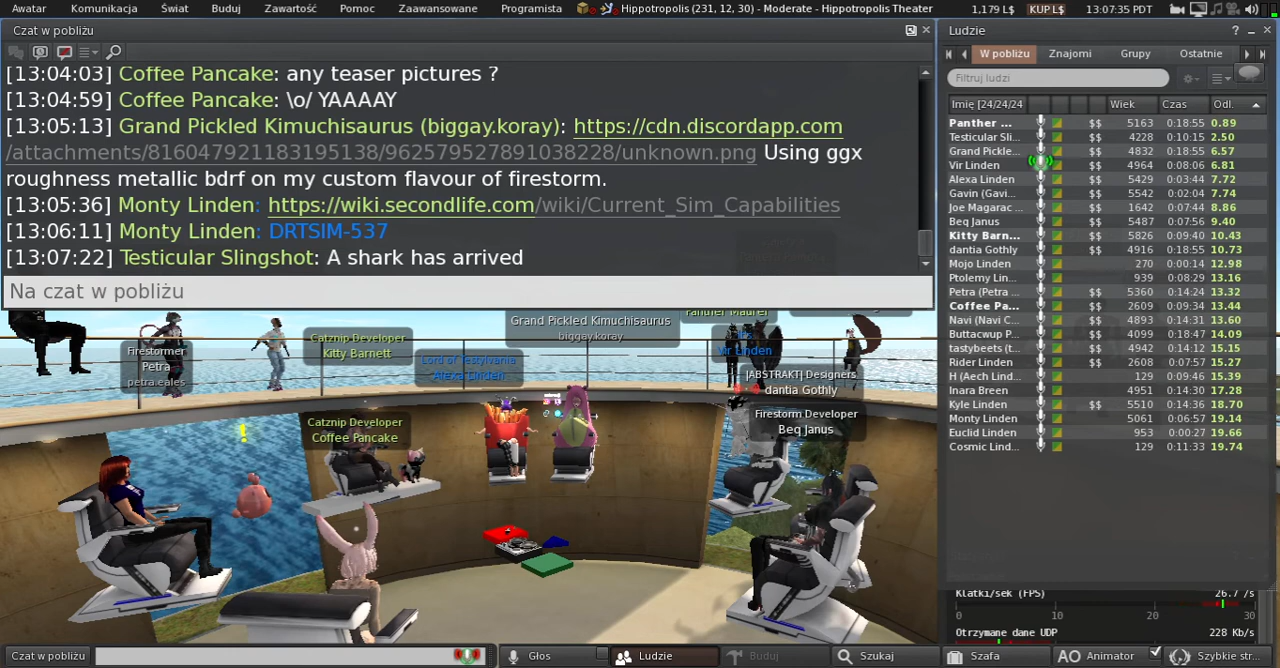 Awatar Komunikacja Świat Buduj Zawartość Pomoc Zaawansowane Programista Hippotropolis (231, 12, 30) - Moderate - Hippotropolis Theater 1,179 L$ KUP L$ 13:07:35 PDT
Czat w pobliżu
[13:04:03] Coffee Pancake: any teaser pictures ?
[13:04:59] Coffee Pancake: \o/ YAAAAY
[13:05:13] Grand Pickled Kimuchisaurus (biggay.koray): https://cdn.discordapp.com
/attachments/816047921183195138/962579527891038228/unknown.png Using ggx
roughness metallic bdrf on my custom flavour of firestorm.
[13:05:36] Monty Linden: https://wiki.secondlife.com/wiki/Current_Sim_Capabilities
[13:06:11] Monty Linden: DRTSIM-537
[13:07:22] Testicular Slingshot: A shark has arrived
Na czat w pobliżu
Firestormer
Petra
petra.eales
Catznip Developer
Kitty Barnett
Lord of Testylvania
Alexa Linden
Grand Pickled Kimuchisaurus
biggay.koray
Vir Linden
|ABSTRAKT| Designers
dantia Gothly
Firestorm Developer
Beq Janus
Catznip Developer
Coffee Pancake
Ludzie
W pobliżu Znajomi Grupy Ostatnie
Filtruj ludzi
Imię [24/24/24 Wiek Czas Odl.
Panther ... $$ 5163 0:18:55 0.89
Testicular Sli... $$ 4228 0:10:15 2.50
Grand Pickle... $$ 4832 0:18:55 6.57
Vir Linden $$ 4964 0:08:06 6.81
Alexa Linden $$ 5429 0:03:44 7.72
Gavin (Gavi... $$ 5542 0:02:04 7.74
Joe Magarac ... $$ 1642 0:07:44 8.86
Beq Janus $$ 5487 0:07:56 9.40
Kitty Barn... $$ 5826 0:09:40 10.43
dantia Gothly $$ 4916 0:18:55 10.73
Mojo Linden 270 0:00:14 12.98
Ptolemy Lin... 939 0:08:29 13.16
Petra (Petra ... $$ 5360 0:14:24 13.32
Coffee Pa... $$ 2609 0:09:34 13.44
Navi (Navi C... $$ 4893 0:14:31 13.60
Buttacwup P... $$ 4099 0:18:47 14.09
tastybeets (t... $$ 4942 0:14:12 15.15
Rider Linden $$ 2608 0:07:57 15.27
H (Aech Lind... 129 0:09:46 15.39
Inara Breen 4951 0:14:30 17.28
Kyle Linden $$ 5510 0:14:36 18.70
Monty Linden 5061 0:06:57 19.14
Euclid Linden 953 0:00:27 19.66
Cosmic Lind... 129 0:11:33 19.74
Klatki/sek (FPS) 26.7 /s
0 10 20 30
Otrzymane dane UDP 228 Kb/s
Czat w pobliżu Głos Ludzie Buduj Szukaj Szafa AO Animator Szybkie str...